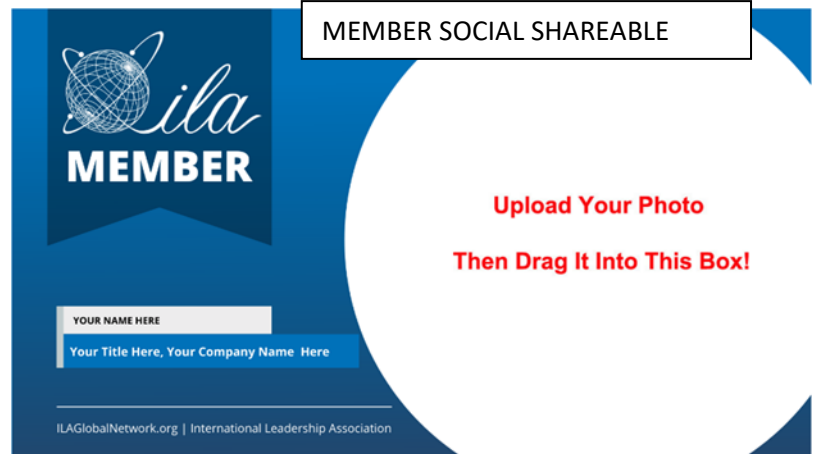 MEMBER SOCIAL SHAREABLE
ila
MEMBER
Upload Your Photo
Then Drag It Into This Box!
YOUR NAME HERE
Your Title Here, Your Company Name Here
ILAGlobalNetwork.org | International Leadership Association